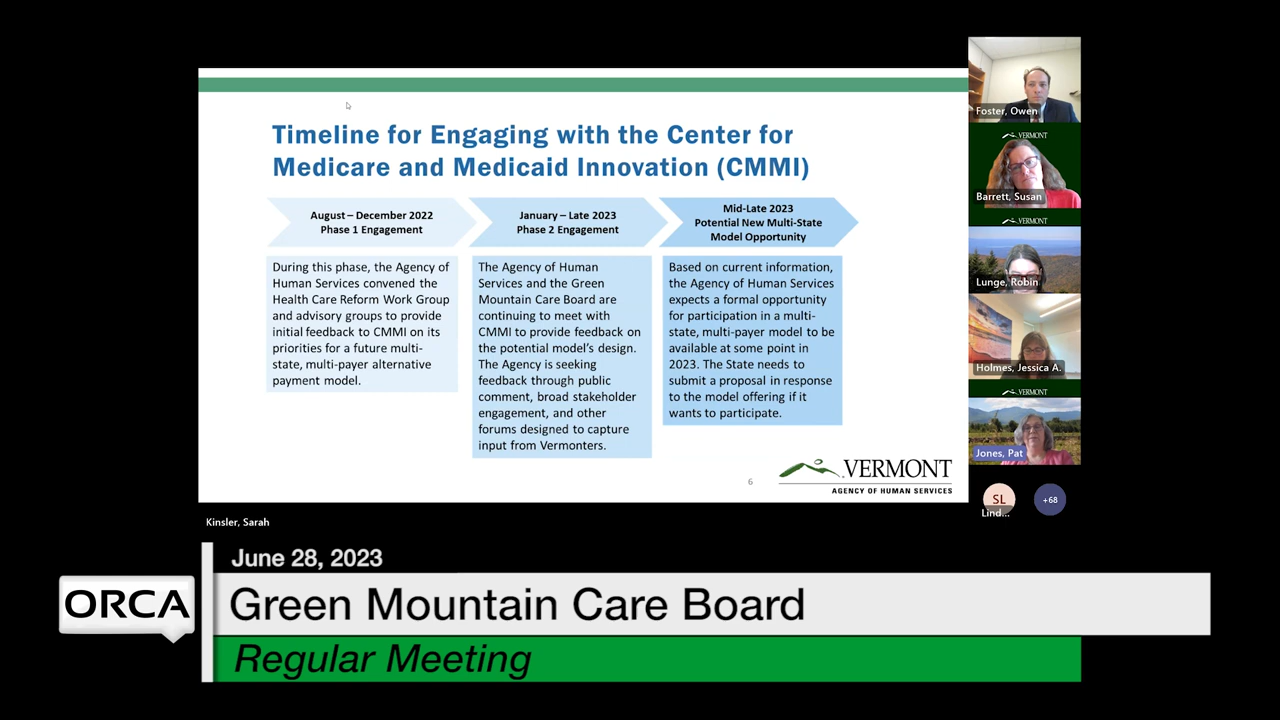 Timeline for Engaging with the Center for
Medicare and Medicaid Innovation (CMMI)
August – December 2022
Phase 1 Engagement
During this phase, the Agency of
Human Services convened the
Health Care Reform Work Group
and advisory groups to provide
initial feedback to CMMI on its
priorities for a future multi-
state, multi-payer alternative
payment model.
January – Late 2023
Phase 2 Engagement
The Agency of Human
Services and the Green
Mountain Care Board are
continuing to meet with
CMMI to provide feedback on
the potential model's design.
The Agency is seeking
feedback through public
comment, broad stakeholder
engagement, and other
forums designed to capture
input from Vermonters.
Mid-Late 2023
Potential New Multi-State
Model Opportunity
Based on current information,
the Agency of Human Services
expects a formal opportunity
for participation in a multi-
state, multi-payer model to be
available at some point in
2023. The State needs to
submit a proposal in response
to the model offering if it
wants to participate.
6
VERMONT
AGENCY OF HUMAN SERVICES
Foster, Owen
VERMONT
Barrett, Susan
VERMONT
Lunge, Robin
Holmes, Jessica A.
VERMONT
Jones, Pat
SL
Lind...
+68
Kinsler, Sarah
June 28, 2023
ORCA
Green Mountain Care Board
Regular Meeting